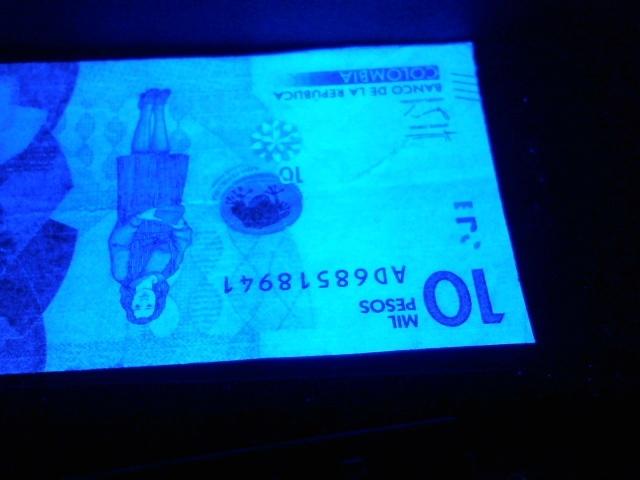 10 MIL
PESOS
AD68518941
10
BANCO DE LA REPÚBLICA
COLOMBIA